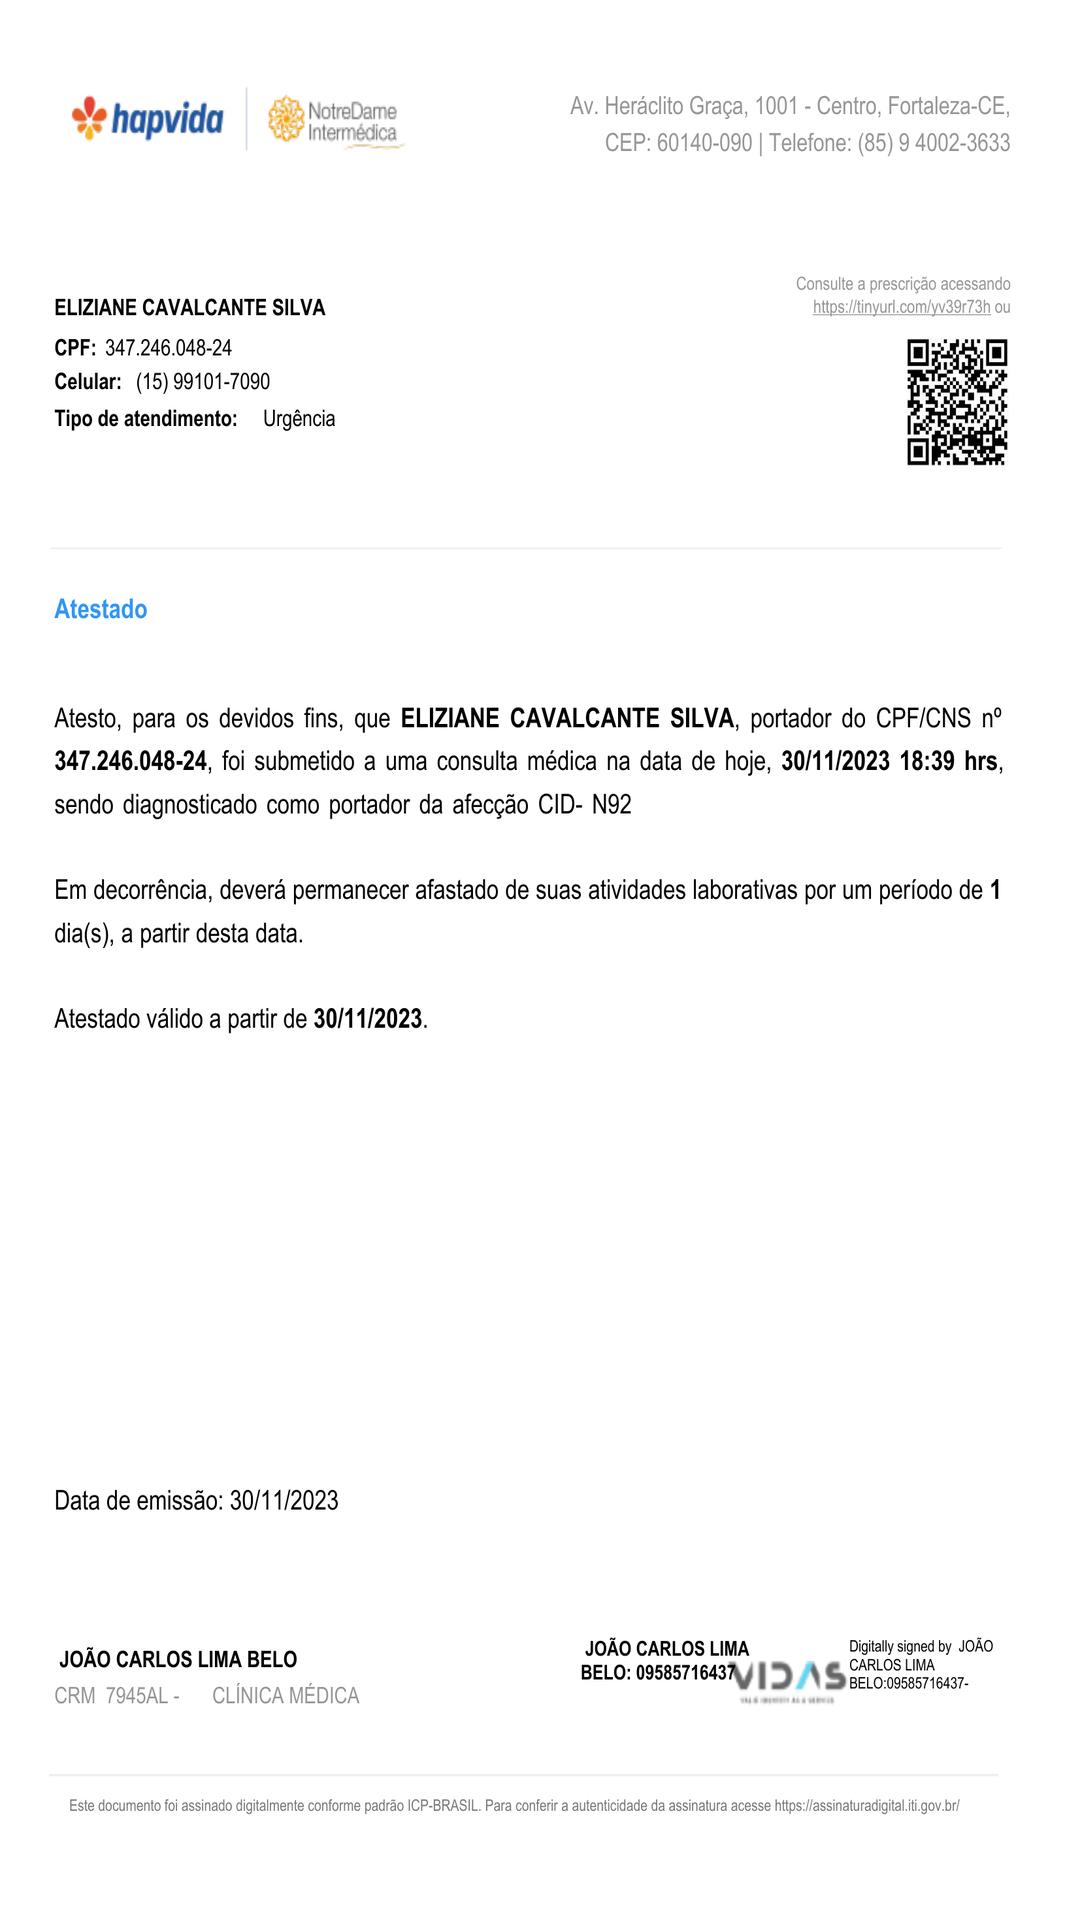 hapvida
NotreDame
Intermédica
Av. Heráclito Graça, 1001 - Centro, Fortaleza-CE,
CEP: 60140-090 | Telefone: (85) 9 4002-3633
Consulte a prescrição acessando
https://tinyurl.com/yv39r73h ou
ELIZIANE CAVALCANTE SILVA
CPF: 347.246.048-24
Celular: (15) 99101-7090
Tipo de atendimento: Urgência
Atestado
Atesto, para os devidos fins, que ELIZIANE CAVALCANTE SILVA, portador do CPF/CNS nº
347.246.048-24, foi submetido a uma consulta médica na data de hoje, 30/11/2023 18:39 hrs,
sendo diagnosticado como portador da afecção CID- N92
Em decorrência, deverá permanecer afastado de suas atividades laborativas por um período de 1
dia(s), a partir desta data.
Atestado válido a partir de 30/11/2023.
Data de emissão: 30/11/2023
JOÃO CARLOS LIMA BELO
CRM 7945AL - CLÍNICA MÉDICA
JOÃO CARLOS LIMA
BELO: 09585716437
VIDAS
Digitally signed by JOÃO
CARLOS LIMA
BELO:09585716437-
Este documento foi assinado digitalmente conforme padrão ICP-BRASIL. Para conferir a autenticidade da assinatura acesse https://assinaturadigital.iti.gov.br/